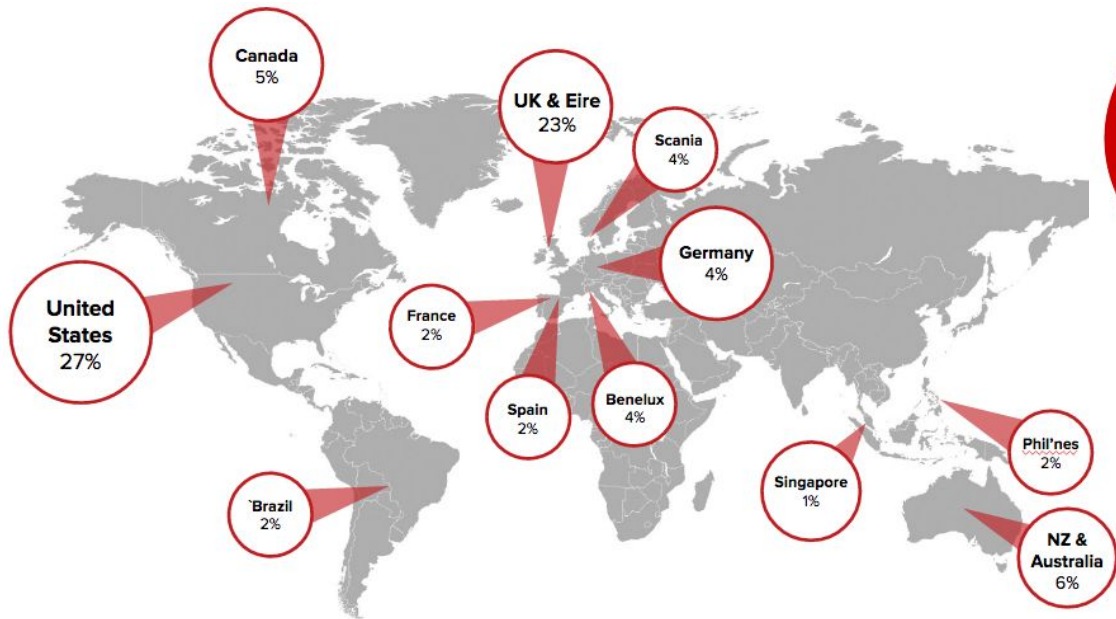 Canada
5%
UK & Eire
23%
Scania
4%
Germany
4%
United
States
27%
France
2%
Spain
2%
Benelux
4%
Phil'nes
2%
Singapore
1%
`Brazil
2%
NZ &
Australia
6%